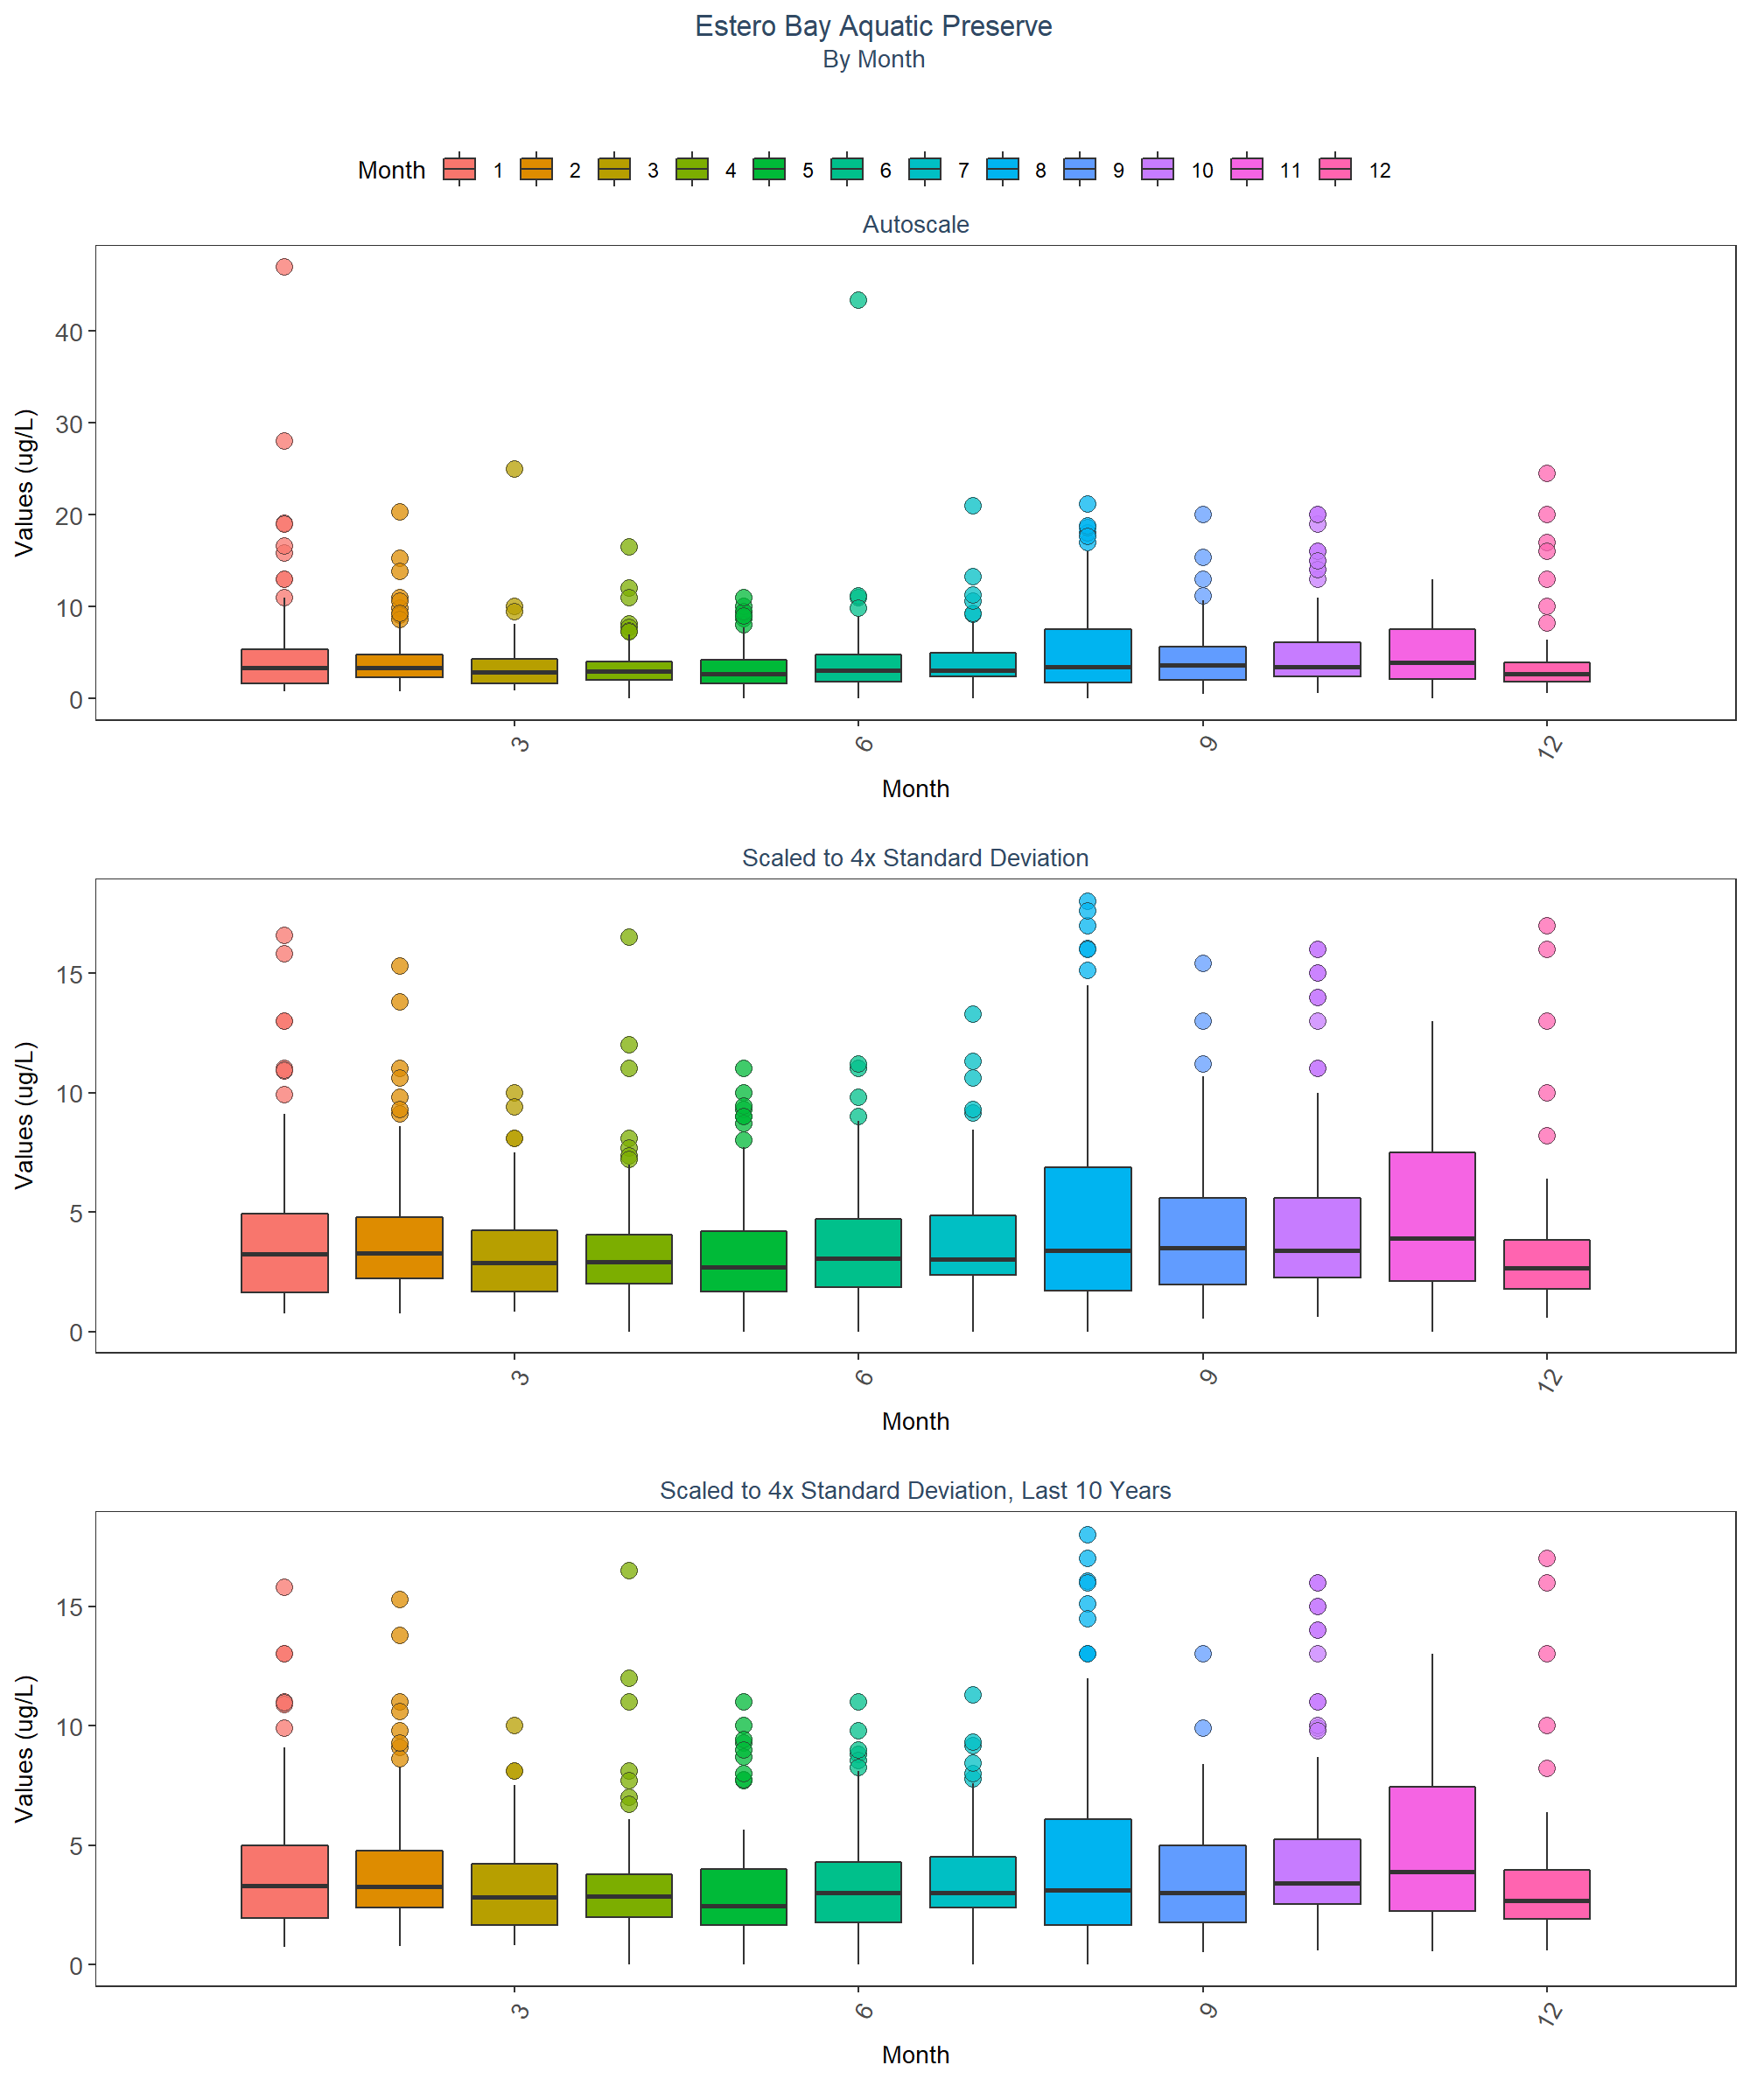 Estero Bay Aquatic Preserve
By Month
Month 1 2 3 4 5 6 7 8 9 10 11 12
Autoscale
Values (ug/L)
40
30
20
10
0
3 6 9 12
Month
Scaled to 4x Standard Deviation
Values (ug/L)
15
10
5
0
3 6 9 12
Month
Scaled to 4x Standard Deviation, Last 10 Years
Values (ug/L)
15
10
5
0
3 6 9 12
Month